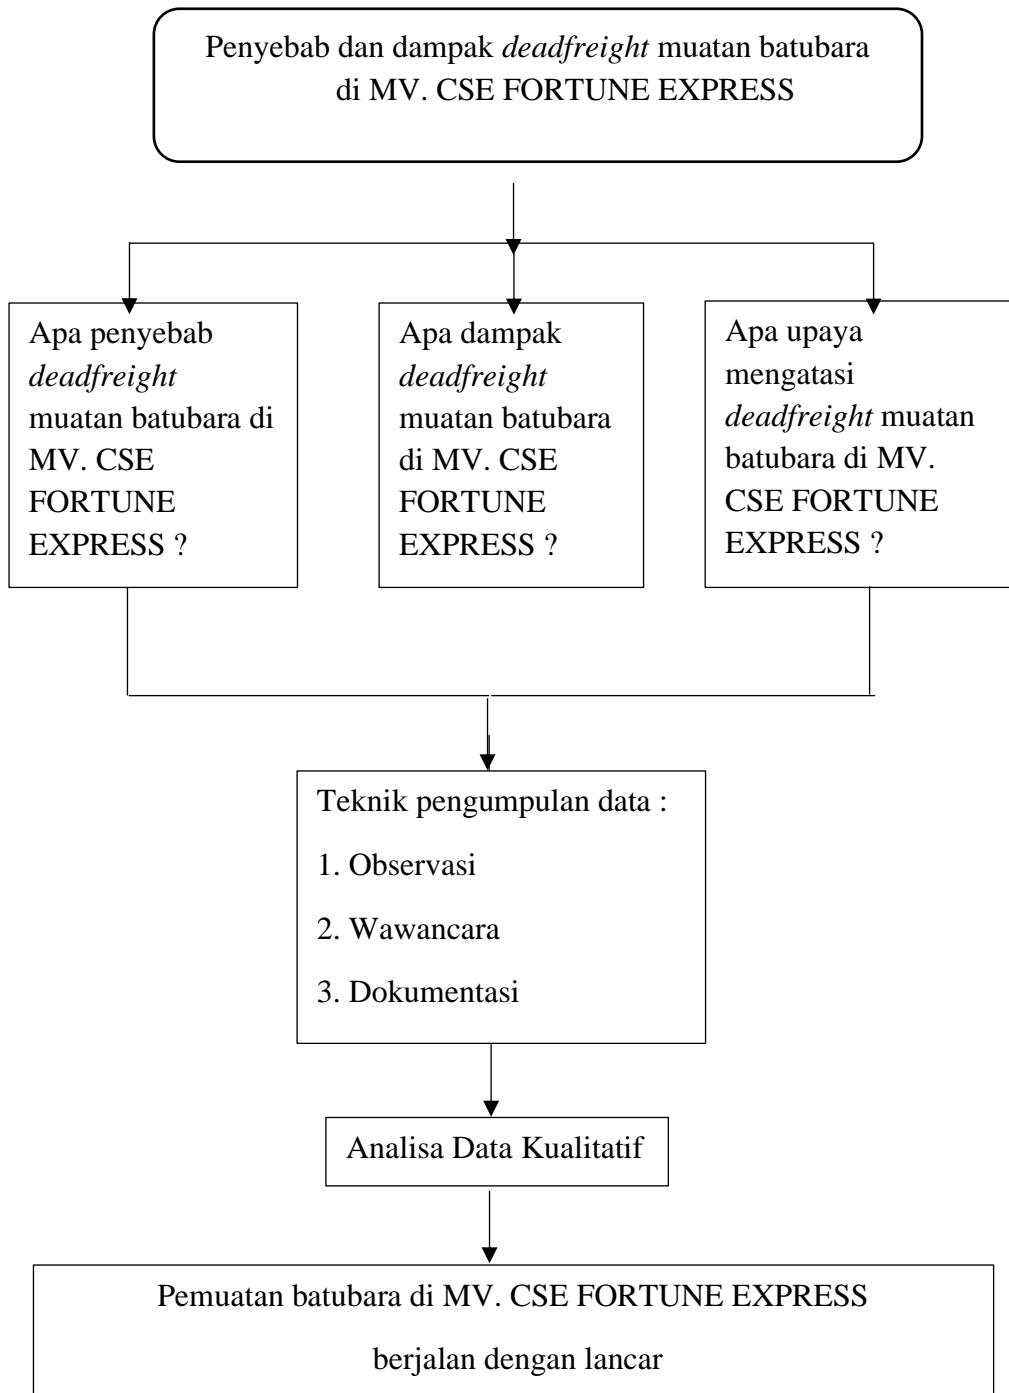 Penyebab dan dampak deadfreight muatan batubara
di MV. CSE FORTUNE EXPRESS
Apa penyebab
deadfreight
muatan batubara di
MV. CSE
FORTUNE
EXPRESS ?
Apa dampak
deadfreight
muatan batubara
di MV. CSE
FORTUNE
EXPRESS ?
Apa upaya
mengatasi
deadfreight muatan
batubara di MV.
CSE FORTUNE
EXPRESS ?
Teknik pengumpulan data :
1. Observasi
2. Wawancara
3. Dokumentasi
Analisa Data Kualitatif
Pemuatan batubara di MV. CSE FORTUNE EXPRESS
berjalan dengan lancar